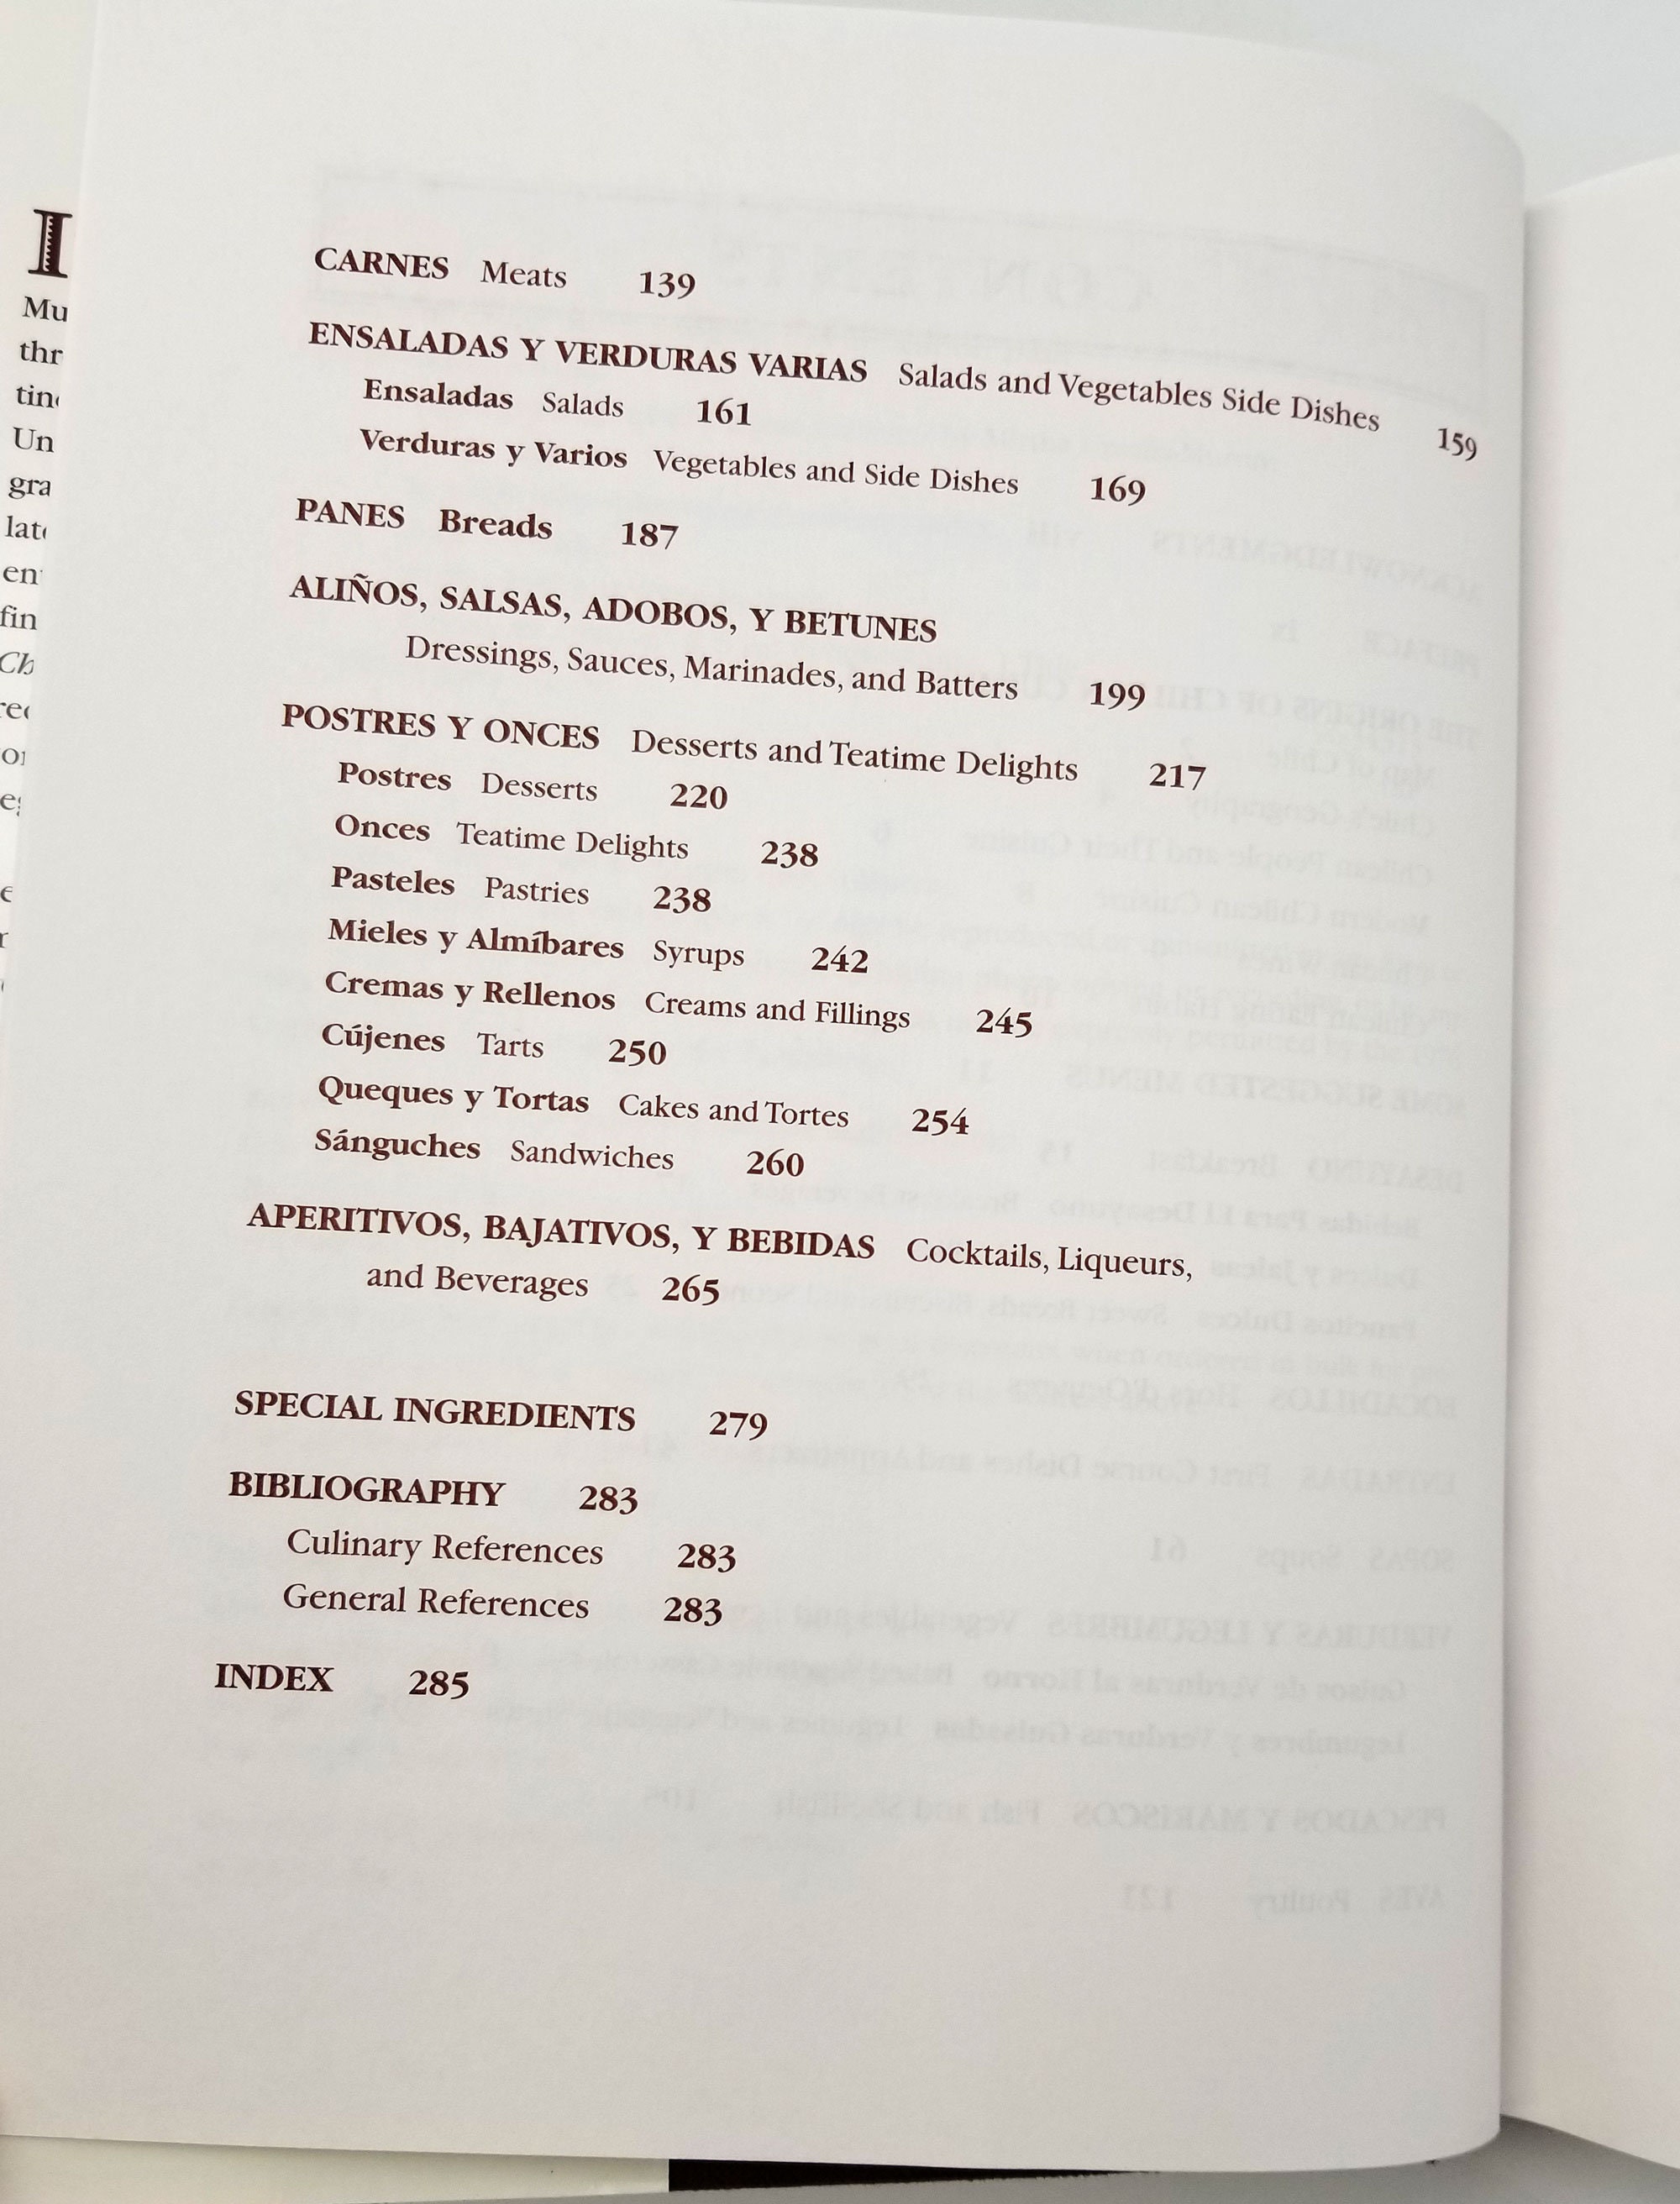 CARNES Meats 139
ENSALADAS Y VERDURAS VARIAS Salads and Vegetables Side Dishes 159
Ensaladas Salads 161
Verduras y Varios Vegetables and Side Dishes 169
PANES Breads 187
ALIÑOS, SALSAS, ADOBOS, Y BETUNES
Dressings, Sauces, Marinades, and Batters 199
POSTRES Y ONCES Desserts and Teatime Delights 217
Postres Desserts 220
Onces Teatime Delights 238
Pasteles Pastries 238
Mieles y Almíbares Syrups 242
Cremas y Rellenos Creams and Fillings 245
Cújenes Tarts 250
Queques y Tortas Cakes and Tortes 254
Sánguches Sandwiches 260
APERITIVOS, BAJATIVOS, Y BEBIDAS Cocktails, Liqueurs,
and Beverages 265
SPECIAL INGREDIENTS 279
BIBLIOGRAPHY 283
Culinary References 283
General References 283
INDEX 285